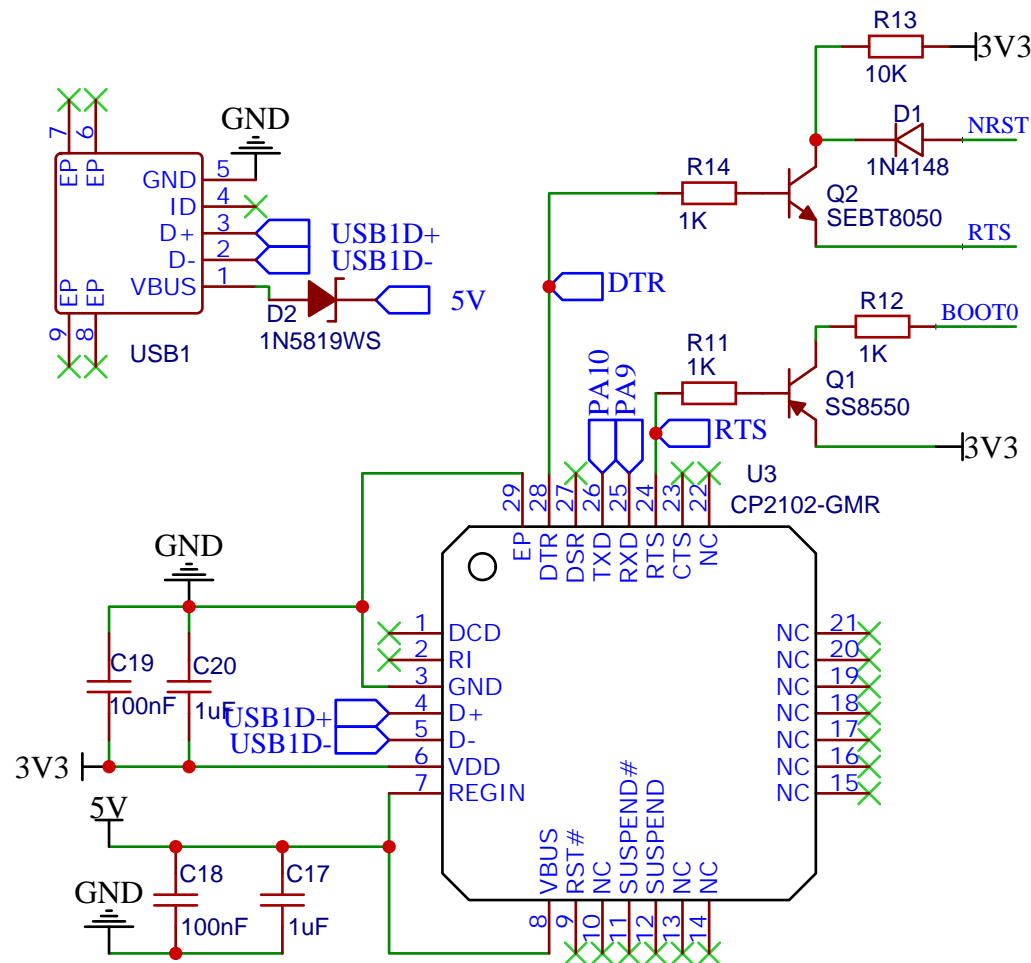 R13
10K
3V3
D1
1N4148
NRST
R14
1K
Q2
SEBT8050
RTS
GND
7
6
EP
EP
GND
5
ID
4
D+
3
D-
2
VBUS
1
EP
EP
9
8
USB1
USB1D+
USB1D-
D2
1N5819WS
5V
DTR
R12
1K
BOOT0
R11
1K
Q1
SS8550
3V3
PA10
PA9
RTS
U3
CP2102-GMR
29
28
27
26
25
24
23
22
EP
DTR
DSR
TXD
RXD
RTS
CTS
NC
GND
C19
100nF
C20
1uF
USB1D+
USB1D-
3V3
1 DCD
2 RI
3 GND
4 D+
5 D-
6 VDD
7 REGIN
NC 21
NC 20
NC 19
NC 18
NC 17
NC 16
NC 15
5V
GND
C18
100nF
C17
1uF
VBUS
RST#
NC
SUSPEND#
SUSPEND
NC
NC
8
9
10
11
12
13
14